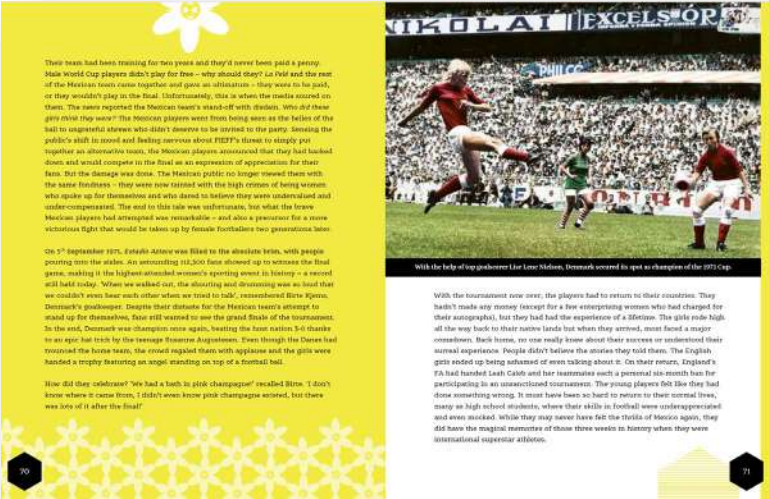 Their team had been training for two years and they'd never been paid a penny.
Male World Cup players didn't play for free – why should they? La Pelé and the rest
of the Mexican team came together and gave an ultimatum – they were to be paid,
or they wouldn't play in the final. Unfortunately, this is when the media soured on
them. The news reported the Mexican team's stand-off with disdain. Who did these
girls think they were? The Mexican players went from being seen as the belles of the
ball to ungrateful shrews who didn't deserve to be invited to the party. Sensing the
public's shift in mood and feeling nervous about FIEFF's threat to simply put
together an alternative team, the Mexican players announced that they had backed
down and would compete in the final as an expression of appreciation for their
fans. But the damage was done. The Mexican public no longer viewed them with
the same fondness – they were now tainted with the high crimes of being women
who spoke up for themselves and who dared to believe they were undervalued and
under-compensated. The end to this tale was unfortunate, but what the brave
Mexican players had attempted was remarkable – and also a precursor for a more
victorious fight that would be taken up by female footballers two generations later.
On 5th September 1971, Estadio Azteca was filled to the absolute brim, with people
pouring into the aisles. An astounding 112,500 fans showed up to witness the final
game, making it the highest-attended women's sporting event in history – a record
still held today. 'When we walked out, the shouting and drumming was so loud that
we couldn't even hear each other when we tried to talk', remembered Birte Kjems,
Denmark's goalkeeper. Despite their distaste for the Mexican team's attempt to
stand up for themselves, fans still wanted to see the grand finale of the tournament.
In the end, Denmark was champion once again, beating the host nation 3-0 thanks
to an epic hat trick by the teenage Susanne Augustesen. Even though the Danes had
trounced the home team, the crowd regaled them with applause and the girls were
handed a trophy featuring an angel standing on top of a football ball.
How did they celebrate? 'We had a bath in pink champagne!' recalled Birte. 'I don't
know where it came from, I didn't even know pink champagne existed, but there
was lots of it after the final!'
70
NIKOLAI EXCELS·OR
PHILCO
With the help of top goalscorer Lise Lene Nielsen, Denmark secured its spot as champion of the 1971 Cup.
With the tournament now over, the players had to return to their countries. They
hadn't made any money (except for a few enterprising women who had charged for
their autographs), but they had had the experience of a lifetime. The girls rode high
all the way back to their native lands but when they arrived, most faced a major
comedown. Back home, no one really knew about their success or understood their
surreal experience. People didn't believe the stories they told them. The English
girls ended up being ashamed of even talking about it. On their return, England's
FA had handed Leah Caleb and her teammates each a personal six-month ban for
participating in an unsanctioned tournament. The young players felt like they had
done something wrong. It must have been so hard to return to their normal lives,
many as high school students, where their skills in football were underappreciated
and even mocked. While they may never have felt the thrills of Mexico again, they
did have the magical memories of those three weeks in history when they were
international superstar athletes.
71